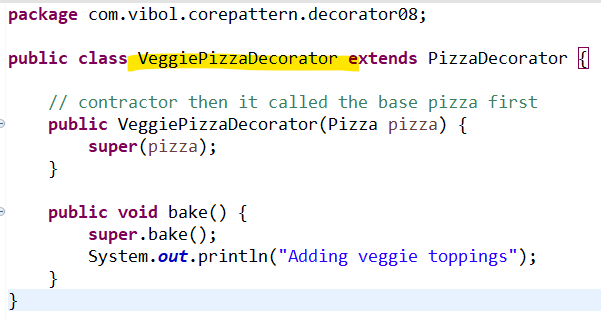 package com.vibol.corepattern.decorator08;
public class VeggiePizzaDecorator extends PizzaDecorator {
// contractor then it called the base pizza first
public VeggiePizzaDecorator(Pizza pizza) {
super(pizza);
}
public void bake() {
super.bake();
System.out.println("Adding veggie toppings");
}
}